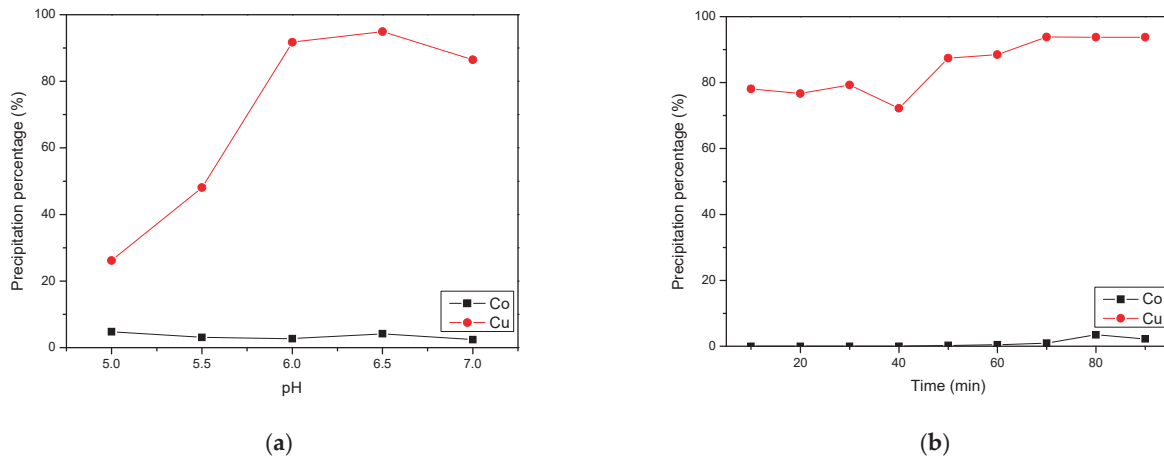 Precipitation percentage (%)
100
80
60
40
20
0
5.0 5.5 6.0 6.5 7.0
pH
Co
Cu
(a)
Precipitation percentage (%)
100
80
60
40
20
0
20 40 60 80
Time (min)
Co
Cu
(b)